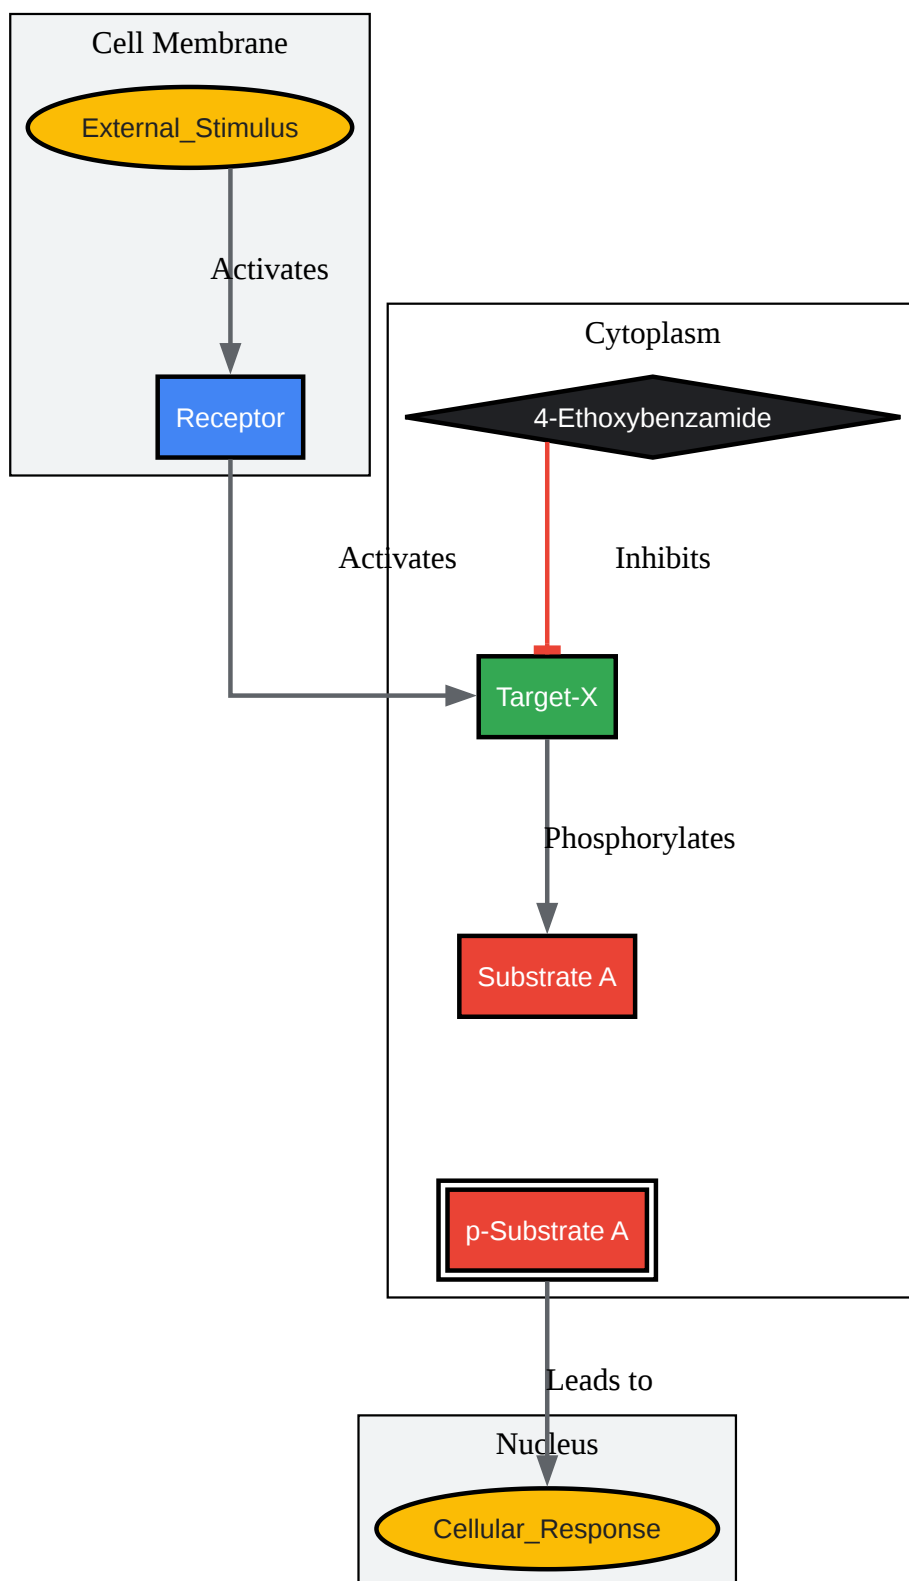 Cell Membrane
External_Stimulus
Activates
Receptor
Cytoplasm
4-Ethoxybenzamide
Activates
Inhibits
Target-X
Phosphorylates
Substrate A
p-Substrate A
Leads to
Nucleus
Cellular_Response